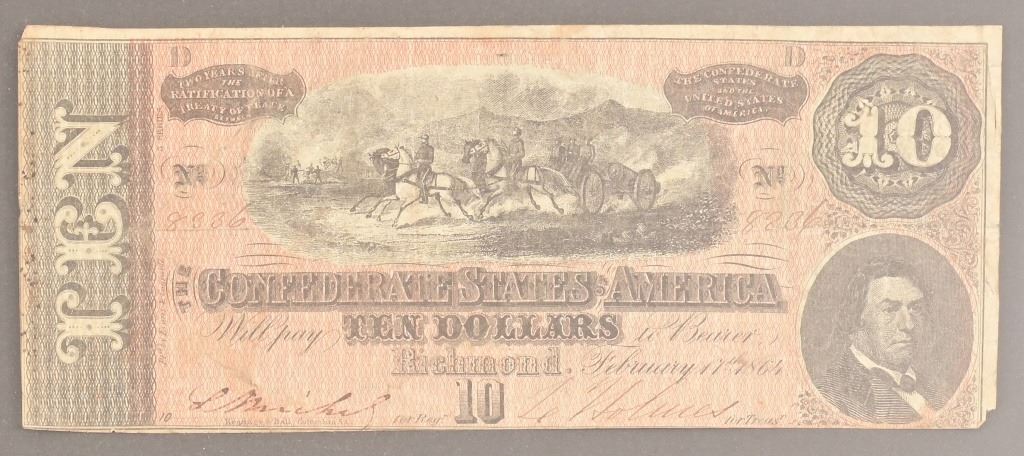 D
D
TWO YEARS AFTER
THE
RATIFICATION OF A
TREATY OF PEACE
THE CONFEDERATE
STATES
AND THE
UNITED STATES
OF AMERICA
10
TEN
No
No
THE
CONFEDERATE STATES OF AMERICA
Will pay TEN DOLLARS to Bearer
Richmond. February 17th 1864
10
for Regr
for Treasr
10